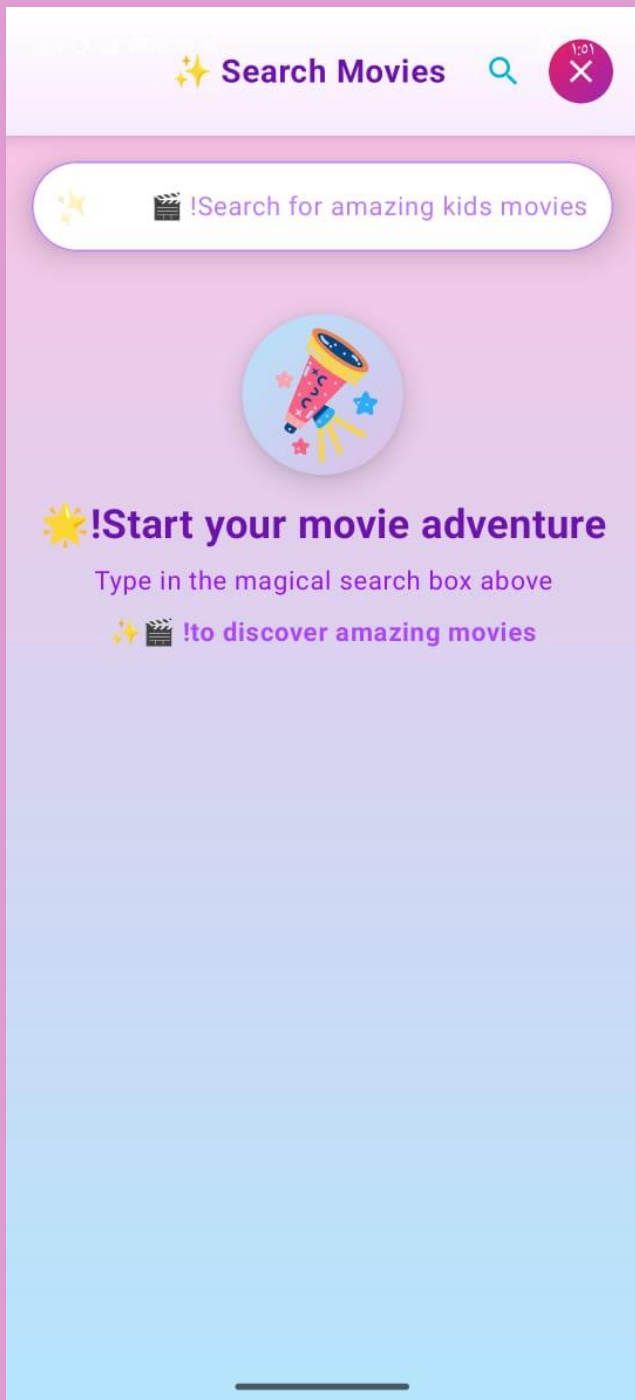 ١:٥١
✨ Search Movies
🎬 !Search for amazing kids movies
🌟!Start your movie adventure
Type in the magical search box above
✨🎬 !to discover amazing movies